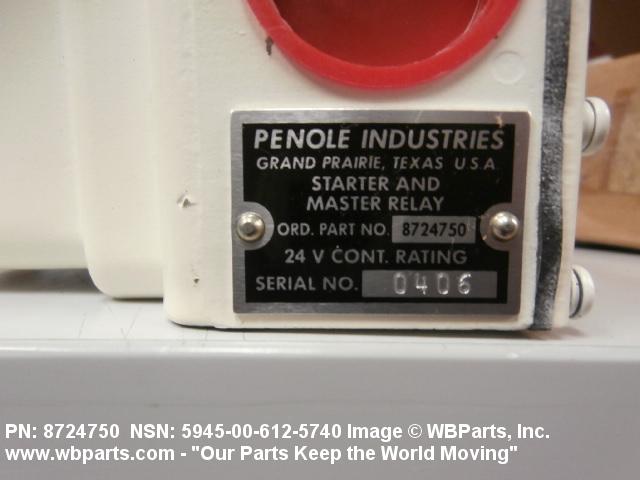 PENOLE INDUSTRIES
GRAND PRAIRIE, TEXAS U.S.A
STARTER AND
MASTER RELAY
ORD. PART NO. 8724750
24 V CONT. RATING
SERIAL NO. 0406
PN: 8724750 NSN: 5945-00-612-5740 Image © WBParts, Inc.
www.wbparts.com - "Our Parts Keep the World Moving"